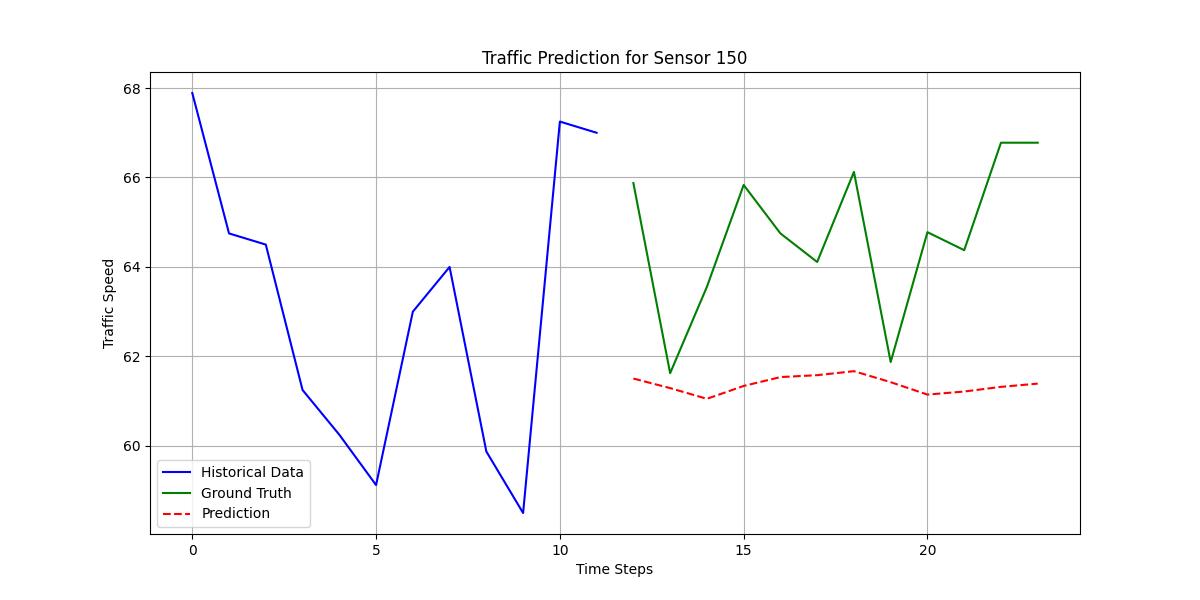 Traffic Prediction for Sensor 150
Traffic Speed
68
66
64
62
60
Historical Data
Ground Truth
Prediction
0 5 10 15 20
Time Steps